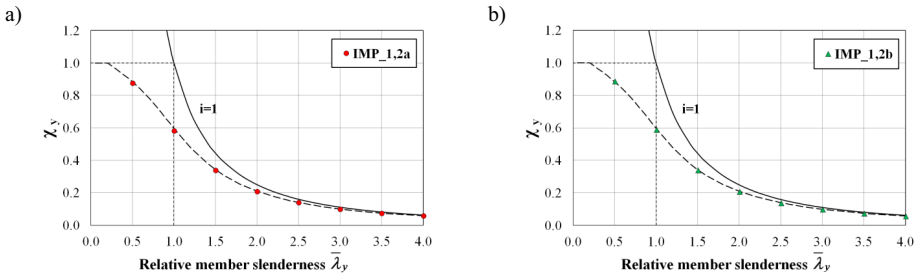 a)
1.2
1.0
0.8
0.6
0.4
0.2
0.0
χ y
IMP_1,2a
i=1
0.0 0.5 1.0 1.5 2.0 2.5 3.0 3.5 4.0
Relative member slenderness λ̅y
b)
1.2
1.0
0.8
0.6
0.4
0.2
0.0
χ y
IMP_1,2b
i=1
0.0 0.5 1.0 1.5 2.0 2.5 3.0 3.5 4.0
Relative member slenderness λ̅y